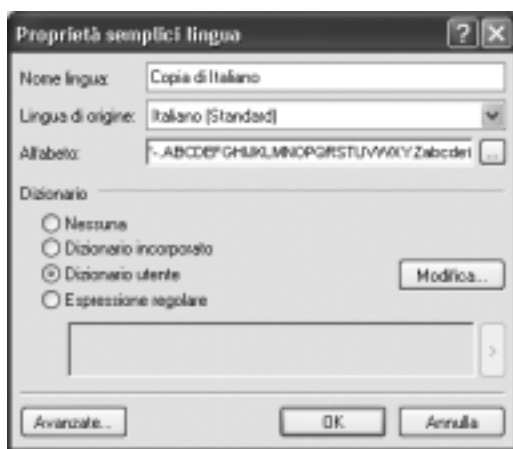 Proprietà semplici lingua
Nome lingua: Copia di Italiano
Lingua di origine: Italiano (Standard)
Alfabeto: '-.ABCDEFGHIJKLMNOPQRSTUVWXYZabcdef ...
Dizionario
Nessuna
Dizionario incorporato
Dizionario utente Modifica...
Espressione regolare
>
Avanzate... OK Annulla